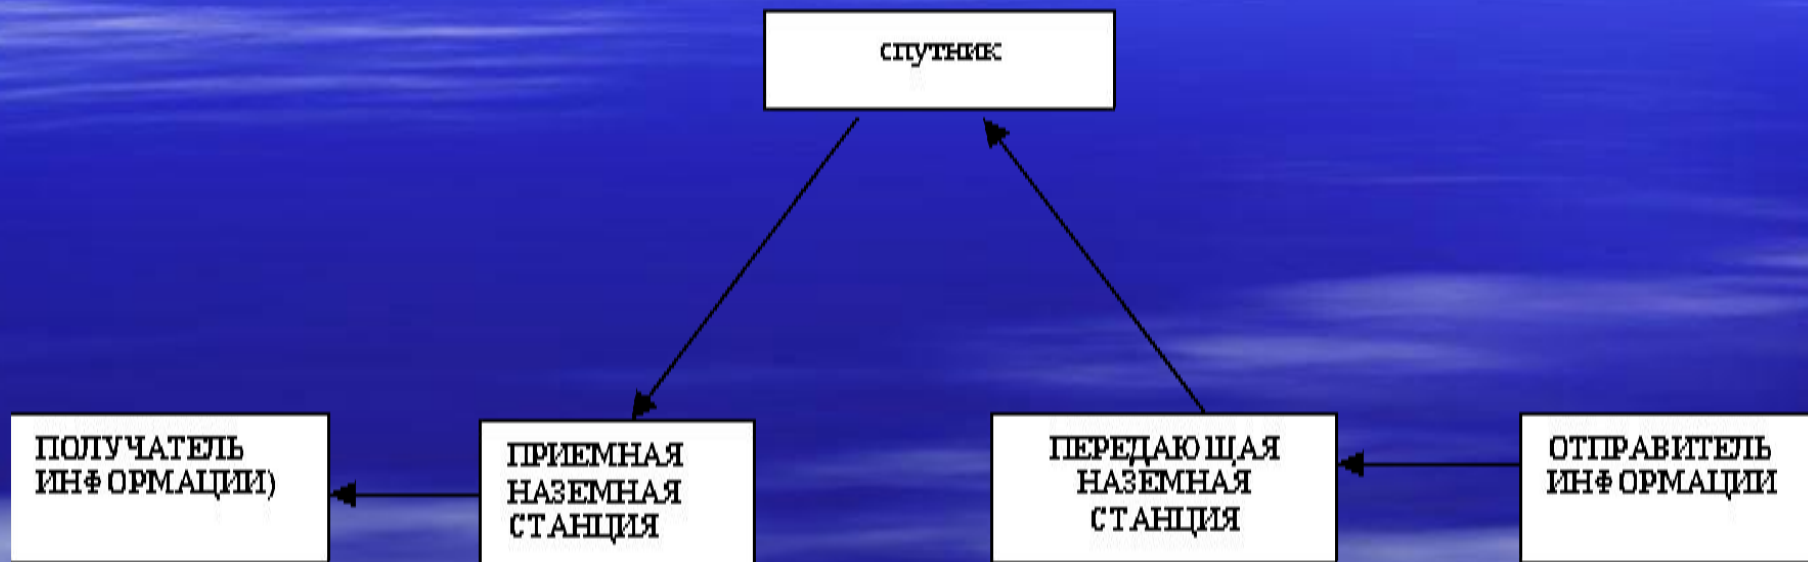 СПУТНИК
ПОЛУЧАТЕЛЬ
ИНФОРМАЦИИ)
ПРИЕМНАЯ
НАЗЕМНАЯ
СТАНЦИЯ
ПЕРЕДАЮЩАЯ
НАЗЕМНАЯ
СТАНЦИЯ
ОТПРАВИТЕЛЬ
ИНФОРМАЦИИ